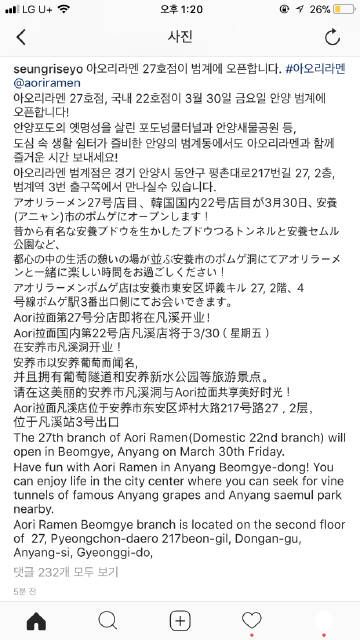 LG U+ 오후 1:20 26%
사진
seungriseyo 아오리라멘 27호점이 범계에 오픈합니다. #아오리라멘
@aoriramen
아오리라멘 27호점, 국내 22호점이 3월 30일 금요일 안양 범계에
오픈합니다!
안양포도의 옛명성을 살린 포도넝쿨터널과 안양새물공원 등,
도심 속 생활 쉼터가 즐비한 안양의 범계동에서도 아오리라멘과 함께
즐거운 시간 보내세요!
아오리라멘 범계점은 경기 안양시 동안구 평촌대로217번길 27, 2층,
범계역 3번 출구쪽에서 만나실수 있습니다.
アオリラーメン27号店目、韓国国内22号店目が3月30日、安養
(アニャン)市のボムゲにオープンします！
昔から有名な安養ブドウを生かしたブドウつるトンネルと安養セムル
公園など、
都心の中の生活の憩いの場が並ぶ安養市のボムゲ洞にてアオリラーメ
ンと一緒に楽しい時間をお過ごしください！
アオリラーメンボムゲ店は安養市東安区坪義キル 27, 2階、4
号線ボムゲ駅3番出口側にてお会いできます。
Aori拉面第27号分店即将在凡溪开业！
Aori拉面国内第22号店凡溪店将于3/30 ( 星期五 )
在安养市凡溪洞开业！
安养市以安养葡萄而闻名,
并且拥有葡萄隧道和安养新水公园等旅游景点。
请在这美丽的安养市凡溪洞与Aori拉面共享美好时光！
Aori拉面凡溪店位于安养市东安区坪村大路217号路27 , 2层,
位于凡溪站3号出口
The 27th branch of Aori Ramen(Domestic 22nd branch) will
open in Beomgye, Anyang on March 30th Friday.
Have fun with Aori Ramen in Anyang Beomgye-dong! You
can enjoy life in the city center where you can seek for vine
tunnels of famous Anyang grapes and Anyang saemul park
nearby.
Aori Ramen Beomgye branch is located on the second floor
of  27, Pyeongchon-daero 217beon-gil, Dongan-gu,
Anyang-si, Gyeonggi-do,
댓글 232개 모두 보기
5분 전